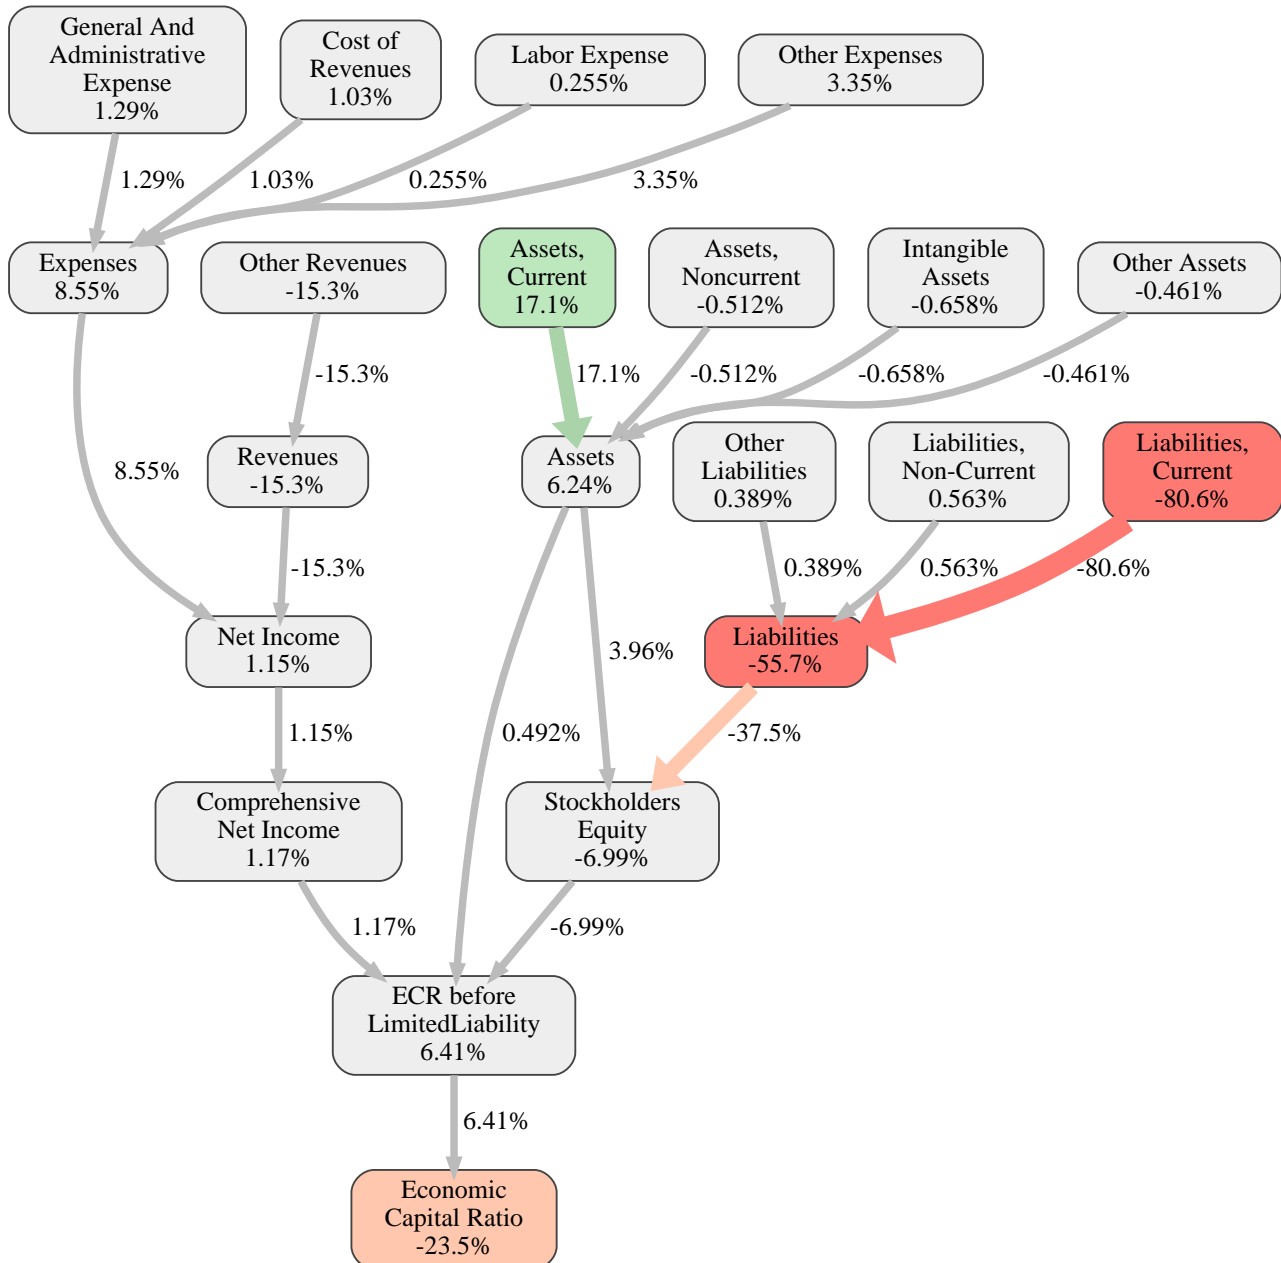 General And
Administrative
Expense
1.29%
Cost of
Revenues
1.03%
Labor Expense
0.255%
Other Expenses
3.35%
1.29%
1.03%
0.255%
3.35%
Expenses
8.55%
Other Revenues
-15.3%
Assets,
Current
17.1%
Assets,
Noncurrent
-0.512%
Intangible
Assets
-0.658%
Other Assets
-0.461%
-15.3%
17.1%
-0.512%
-0.658%
-0.461%
8.55%
Revenues
-15.3%
Assets
6.24%
Other
Liabilities
0.389%
Liabilities,
Non-Current
0.563%
Liabilities,
Current
-80.6%
-15.3%
0.389%
0.563%
-80.6%
Net Income
1.15%
3.96%
Liabilities
-55.7%
1.15%
0.492%
-37.5%
Comprehensive
Net Income
1.17%
Stockholders
Equity
-6.99%
1.17%
-6.99%
ECR before
LimitedLiability
6.41%
6.41%
Economic
Capital Ratio
-23.5%